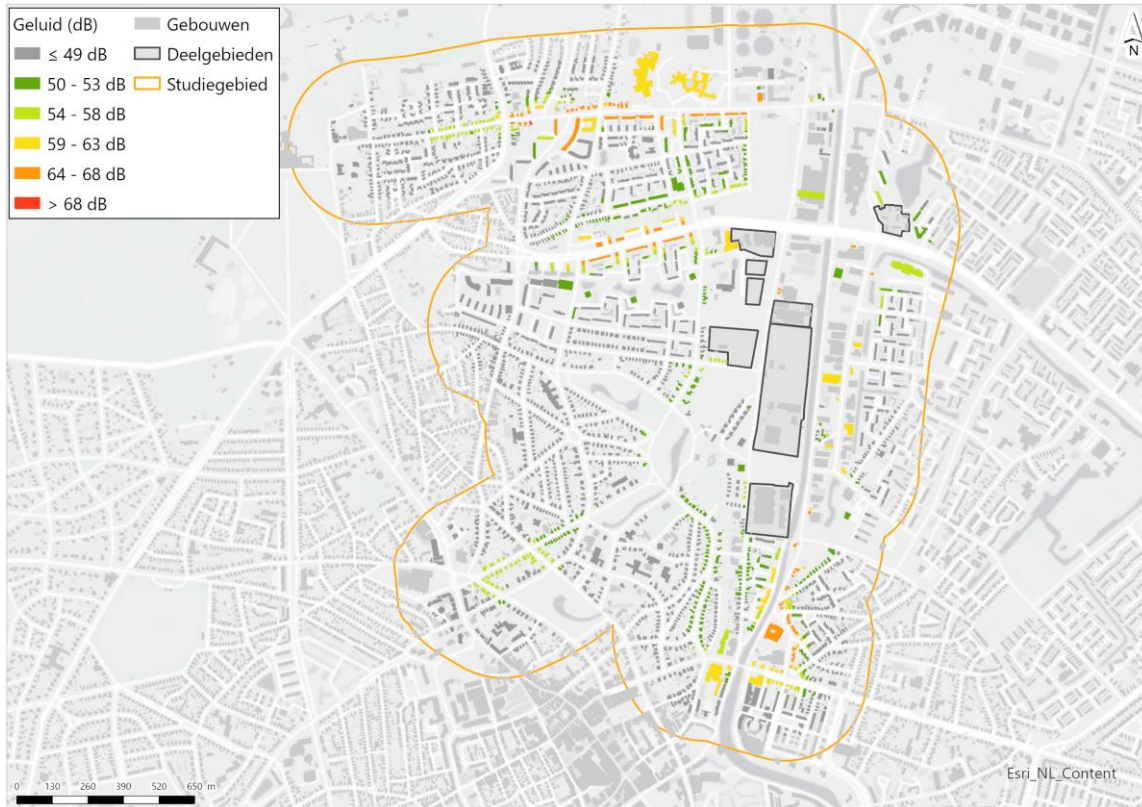 Geluid (dB)
≤ 49 dB
50 - 53 dB
54 - 58 dB
59 - 63 dB
64 - 68 dB
> 68 dB
Gebouwen
Deelgebieden
Studiegebied
N
Esri_NL_Content
0 130 260 390 520 650 m